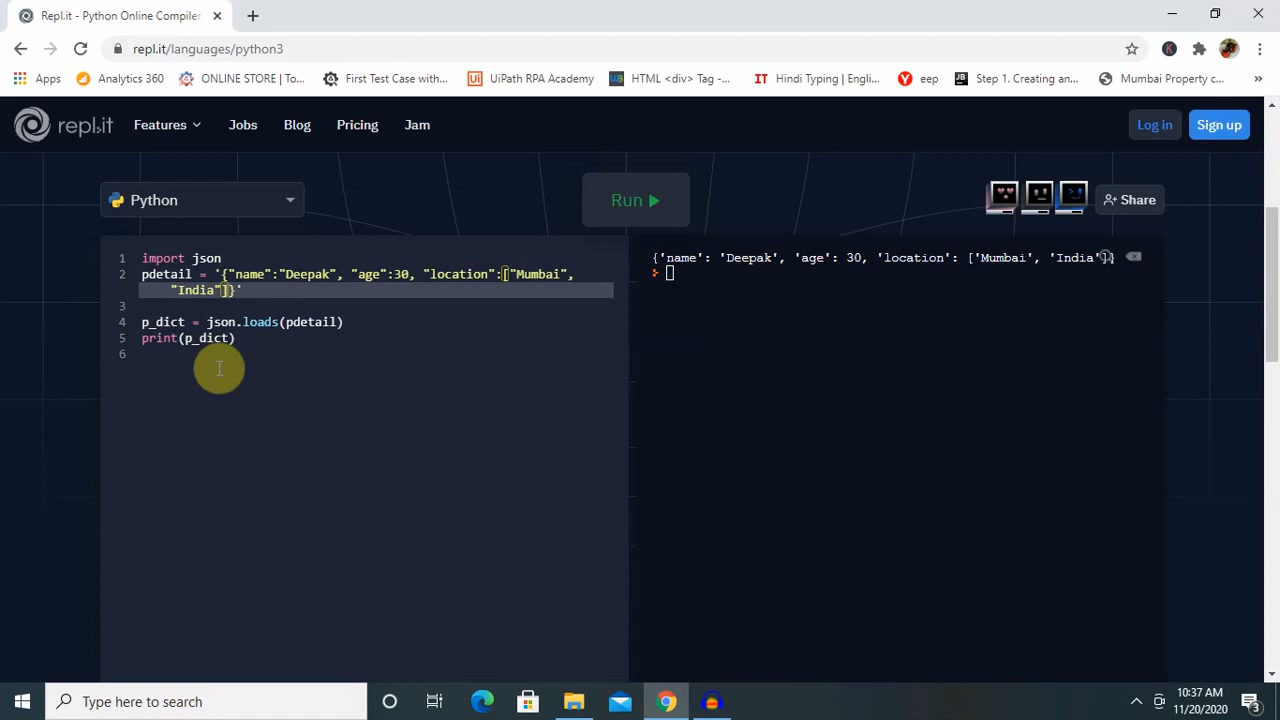 Repl.it - Python Online Compiler,
repl.it/languages/python3
Apps Analytics 360 ONLINE STORE | To... First Test Case with... UiPath RPA Academy HTML <div> Tag -... Hindi Typing | Engli... eep Step 1. Creating an... Mumbai Property c... »
repl.it Features Jobs Blog Pricing Jam Log in Sign up
Python Run Share
1 import json
2 pdetail = '{"name":"Deepak", "age":30, "location":["Mumbai",
"India"]}'
3
4 p_dict = json.loads(pdetail)
5 print(p_dict)
6
{'name': 'Deepak', 'age': 30, 'location': ['Mumbai', 'India']}
Type here to search
10:37 AM
11/20/2020
3